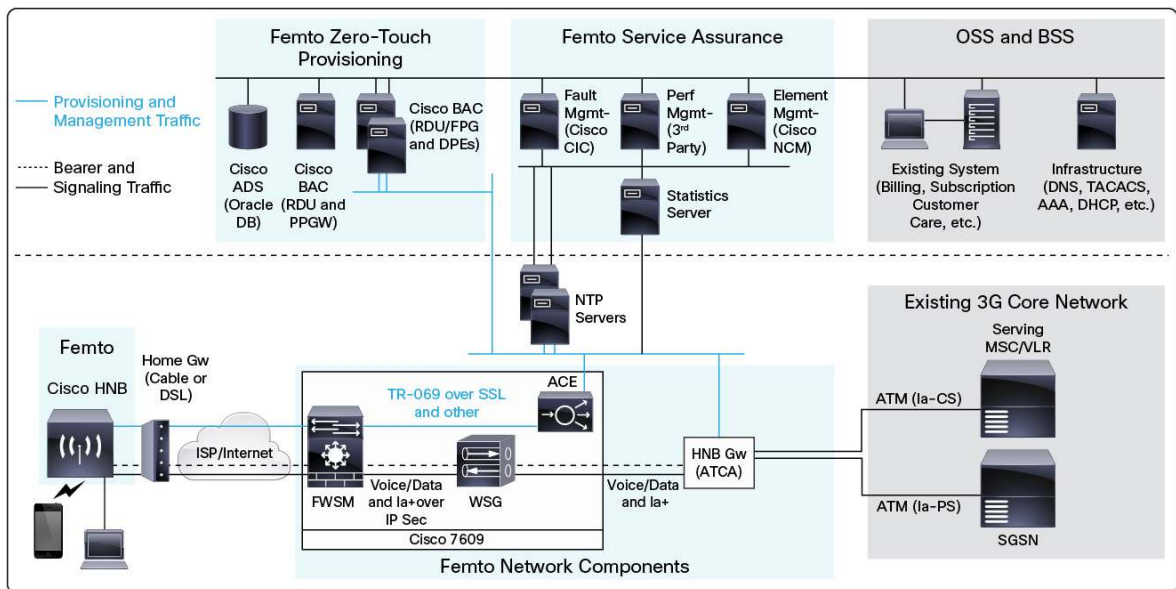 Femto Zero-Touch
Provisioning
Femto Service Assurance
OSS and BSS
Provisioning and
Management Traffic
Bearer and
Signaling Traffic
Cisco
ADS
(Oracle
DB)
Cisco
BAC
(RDU and
PPGW)
Cisco BAC
(RDU/FPG
and DPEs)
Fault
Mgmt-
(Cisco
CIC)
Perf
Mgmt-
(3rd
Party)
Element
Mgmt-
(Cisco
NCM)
Statistics
Server
Existing System
(Billing, Subscription
Customer
Care, etc.)
Infrastructure
(DNS, TACACS,
AAA, DHCP, etc.)
NTP
Servers
Existing 3G Core Network
Serving
MSC/VLR
Femto
Cisco HNB
Home Gw
(Cable or
DSL)
ISP/Internet
TR-069 over SSL
and other
ACE
FWSM
Voice/Data
and Ia+over
IP Sec
WSG
Cisco 7609
Voice/Data
and Ia+
HNB Gw
(ATCA)
ATM (Ia-CS)
ATM (Ia-PS)
SGSN
Femto Network Components